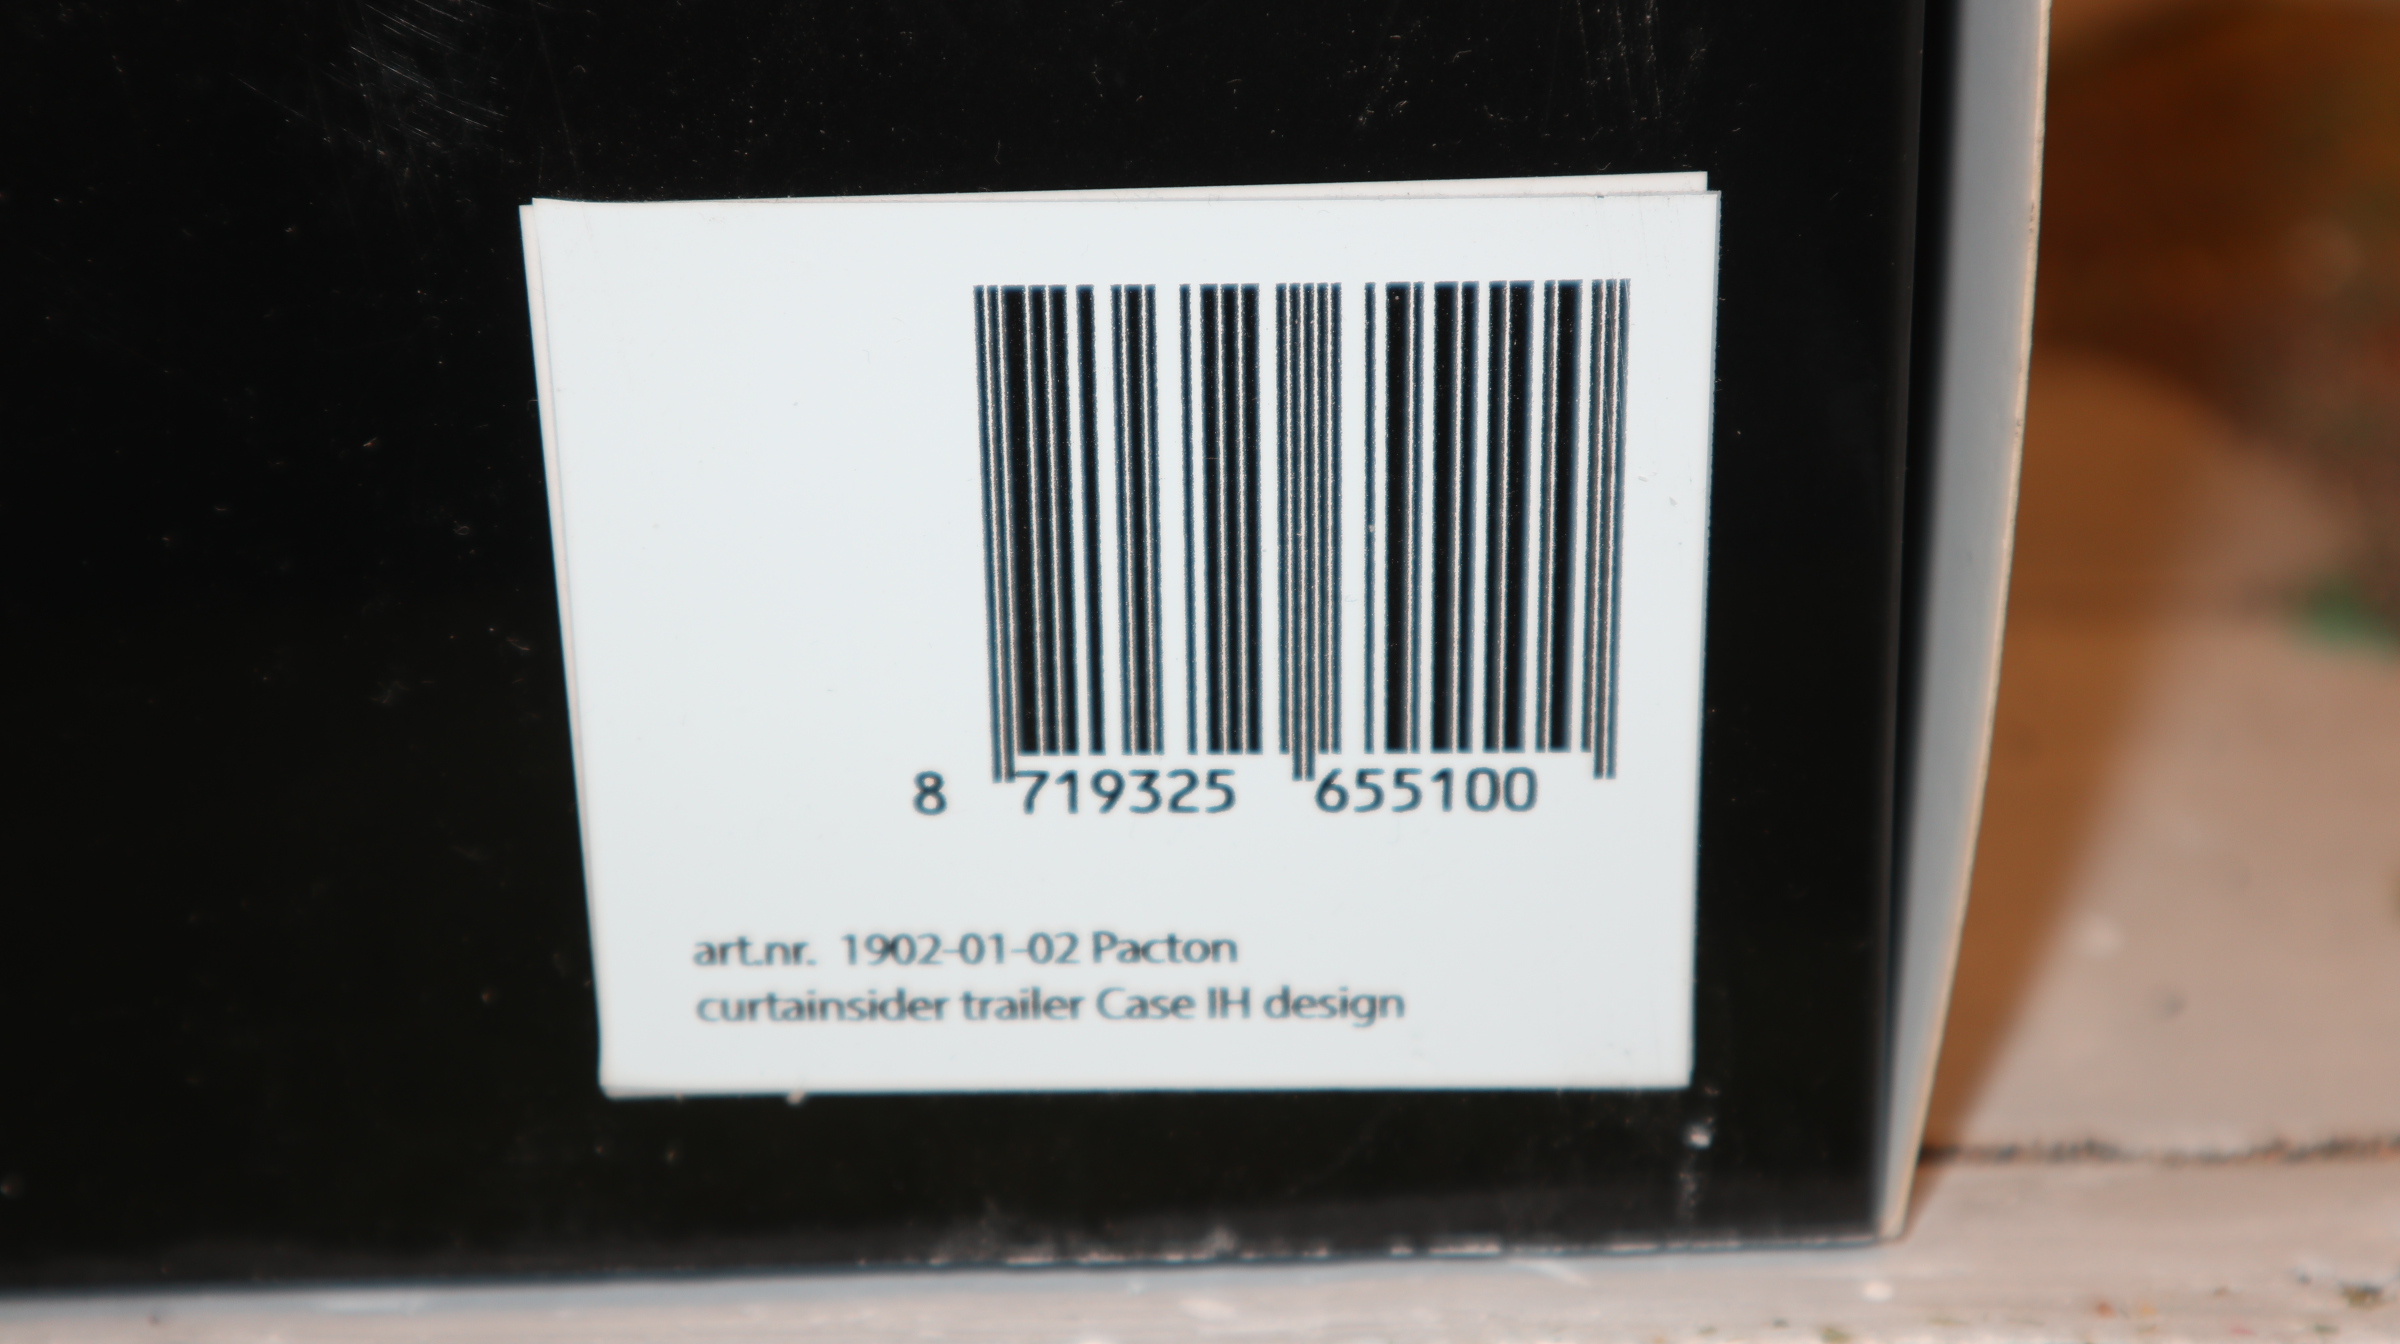 8 719325 655100
art.nr. 1902-01-02 Pacton
curtainsider trailer Case IH design